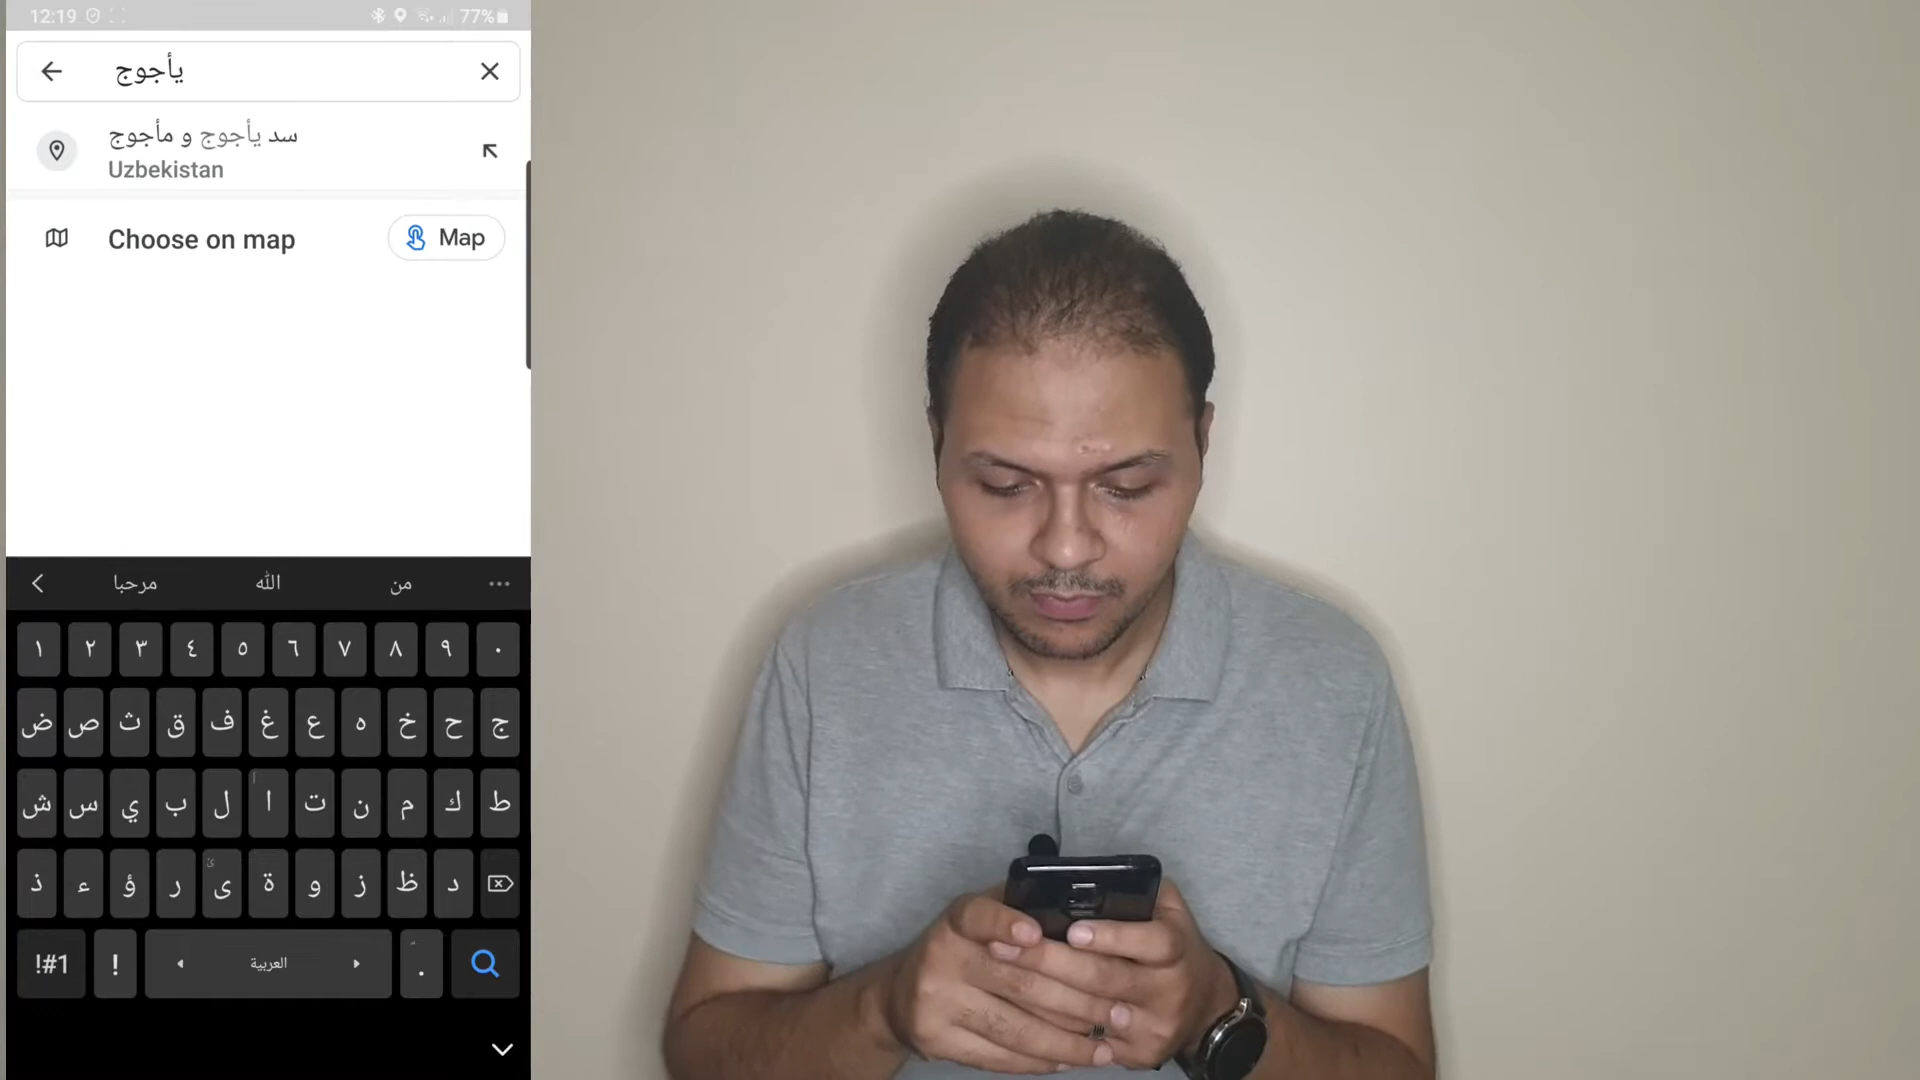 12:19
77%
يأجوج
سد يأجوج و مأجوج
Uzbekistan
Choose on map
Map
مرحبا الله من
١ ٢ ٣ ٤ ٥ ٦ ٧ ٨ ٩ ٠
ض ص ث ق ف غ ع ه خ ح ج
ش س ي ب ل ا ت ن م ك ط
ذ ء ؤ ر ى ة و ز ظ د
!#1 ! العربية .